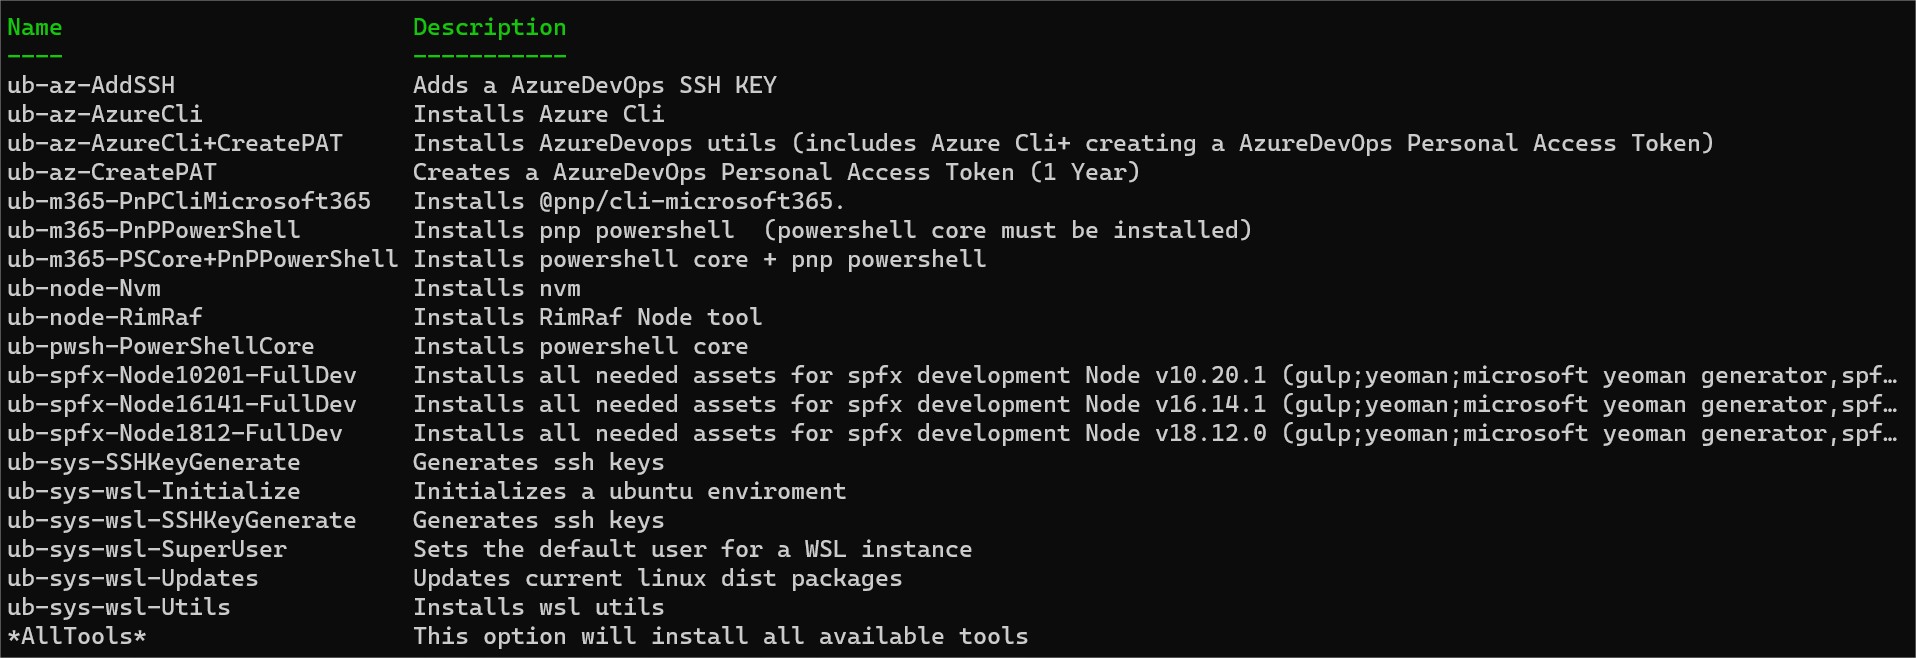 Name                         Description
----                         -----------
ub-az-AddSSH                 Adds a AzureDevOps SSH KEY
ub-az-AzureCli               Installs Azure Cli
ub-az-AzureCli+CreatePAT     Installs AzureDevops utils (includes Azure Cli+ creating a AzureDevOps Personal Access Token)
ub-az-CreatePAT              Creates a AzureDevOps Personal Access Token (1 Year)
ub-m365-PnPCliMicrosoft365   Installs @pnp/cli-microsoft365.
ub-m365-PnPPowerShell        Installs pnp powershell  (powershell core must be installed)
ub-m365-PSCore+PnPPowerShell Installs powershell core + pnp powershell
ub-node-Nvm                  Installs nvm
ub-node-RimRaf               Installs RimRaf Node tool
ub-pwsh-PowerShellCore       Installs powershell core
ub-spfx-Node10201-FullDev    Installs all needed assets for spfx development Node v10.20.1 (gulp;yeoman;microsoft yeoman generator,spf…
ub-spfx-Node16141-FullDev    Installs all needed assets for spfx development Node v16.14.1 (gulp;yeoman;microsoft yeoman generator,spf…
ub-spfx-Node1812-FullDev     Installs all needed assets for spfx development Node v18.12.0 (gulp;yeoman;microsoft yeoman generator,spf…
ub-sys-SSHKeyGenerate        Generates ssh keys
ub-sys-wsl-Initialize        Initializes a ubuntu enviroment
ub-sys-wsl-SSHKeyGenerate    Generates ssh keys
ub-sys-wsl-SuperUser         Sets the default user for a WSL instance
ub-sys-wsl-Updates           Updates current linux dist packages
ub-sys-wsl-Utils             Installs wsl utils
*AllTools*                   This option will install all available tools